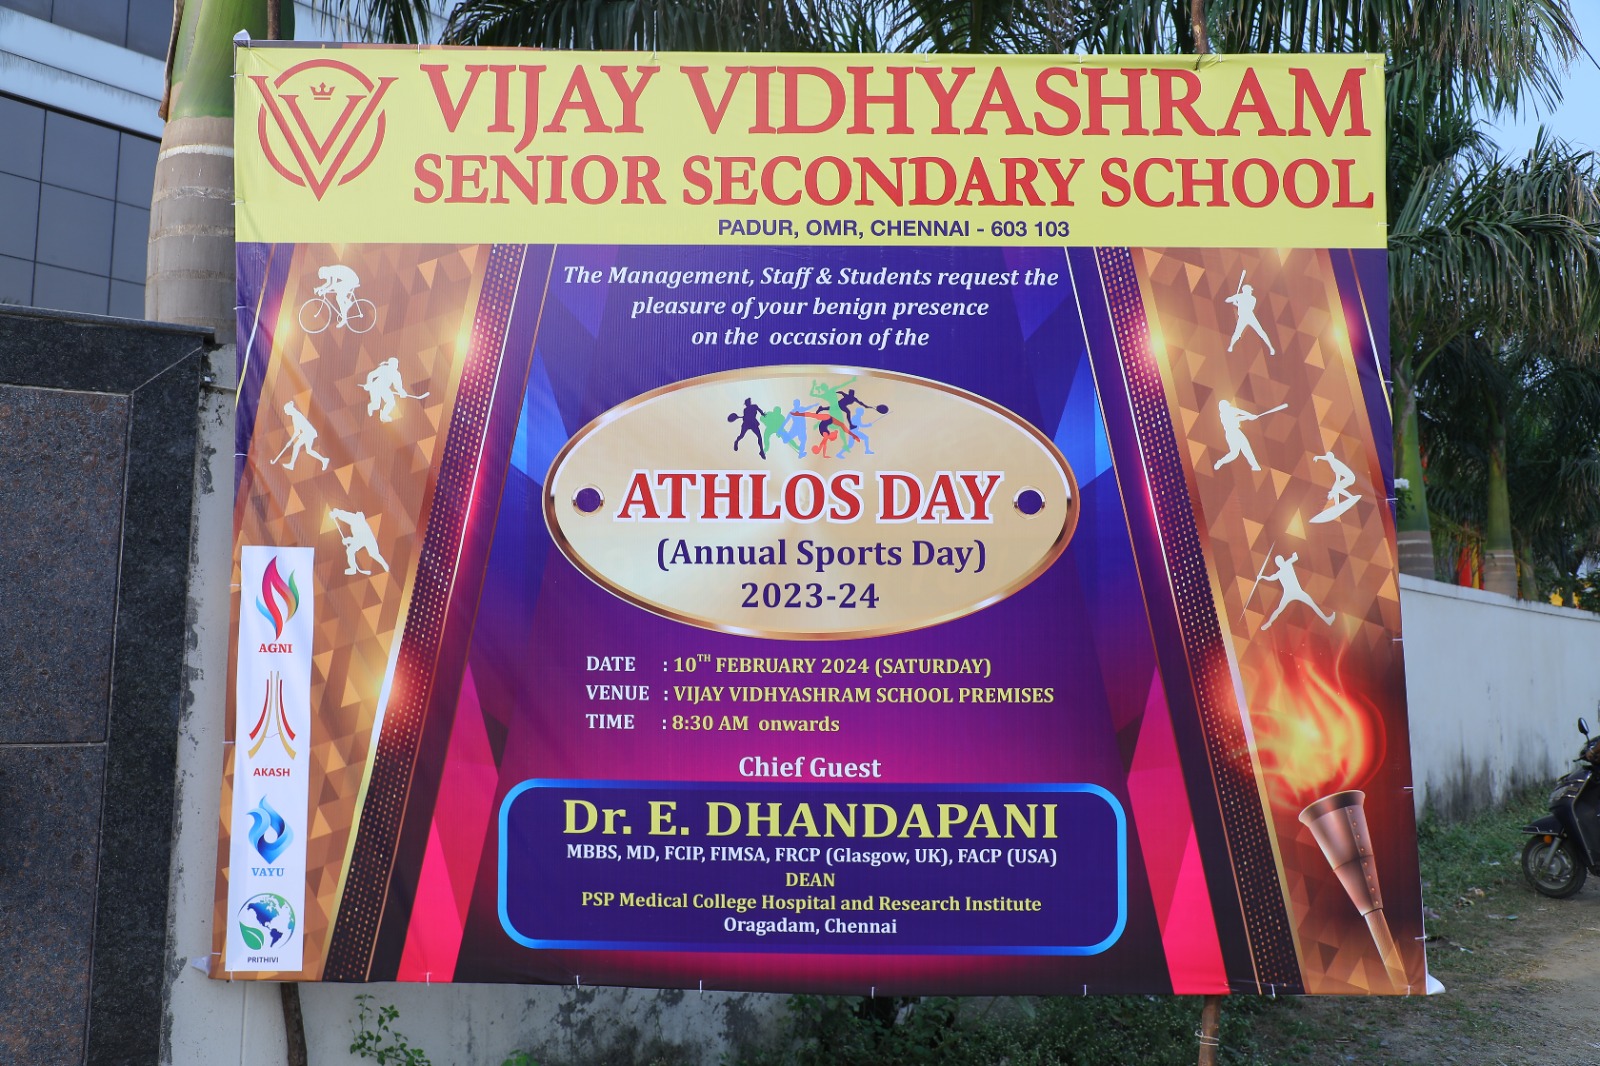 VIJAY VIDHYASHRAM
SENIOR SECONDARY SCHOOL
PADUR, OMR, CHENNAI - 603 103
The Management, Staff & Students request the
pleasure of your benign presence
on the occasion of the
ATHLOS DAY
(Annual Sports Day)
2023-24
DATE : 10TH FEBRUARY 2024 (SATURDAY)
VENUE : VIJAY VIDHYASHRAM SCHOOL PREMISES
TIME : 8:30 AM onwards
Chief Guest
Dr. E. DHANDAPANI
MBBS, MD, FCIP, FIMSA, FRCP (Glasgow, UK), FACP (USA)
DEAN
PSP Medical College Hospital and Research Institute
Oragadam, Chennai
AGNI
AKASH
VAYU
PRITHIVI